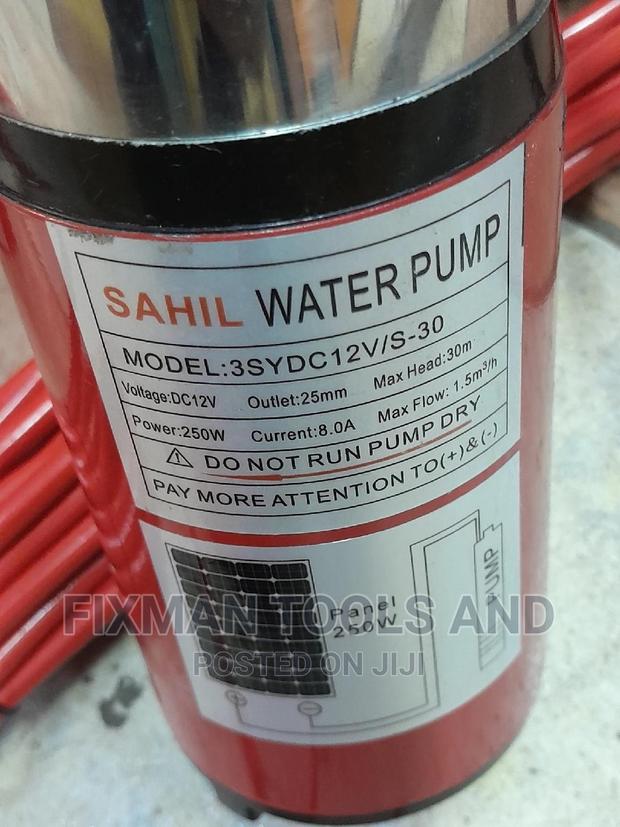 SAHIL WATER PUMP
MODEL:3SYDC12V/S-30
Voltage:DC12V Outlet:25mm Max Head:30m
Power:250W Current:8.0A Max Flow: 1.5m³/h
⚠ DO NOT RUN PUMP DRY
PAY MORE ATTENTION TO(+)&(-)
Panel
250W
PUMP
+ −
FIXMAN TOOLS AND
POSTED ON JIJI